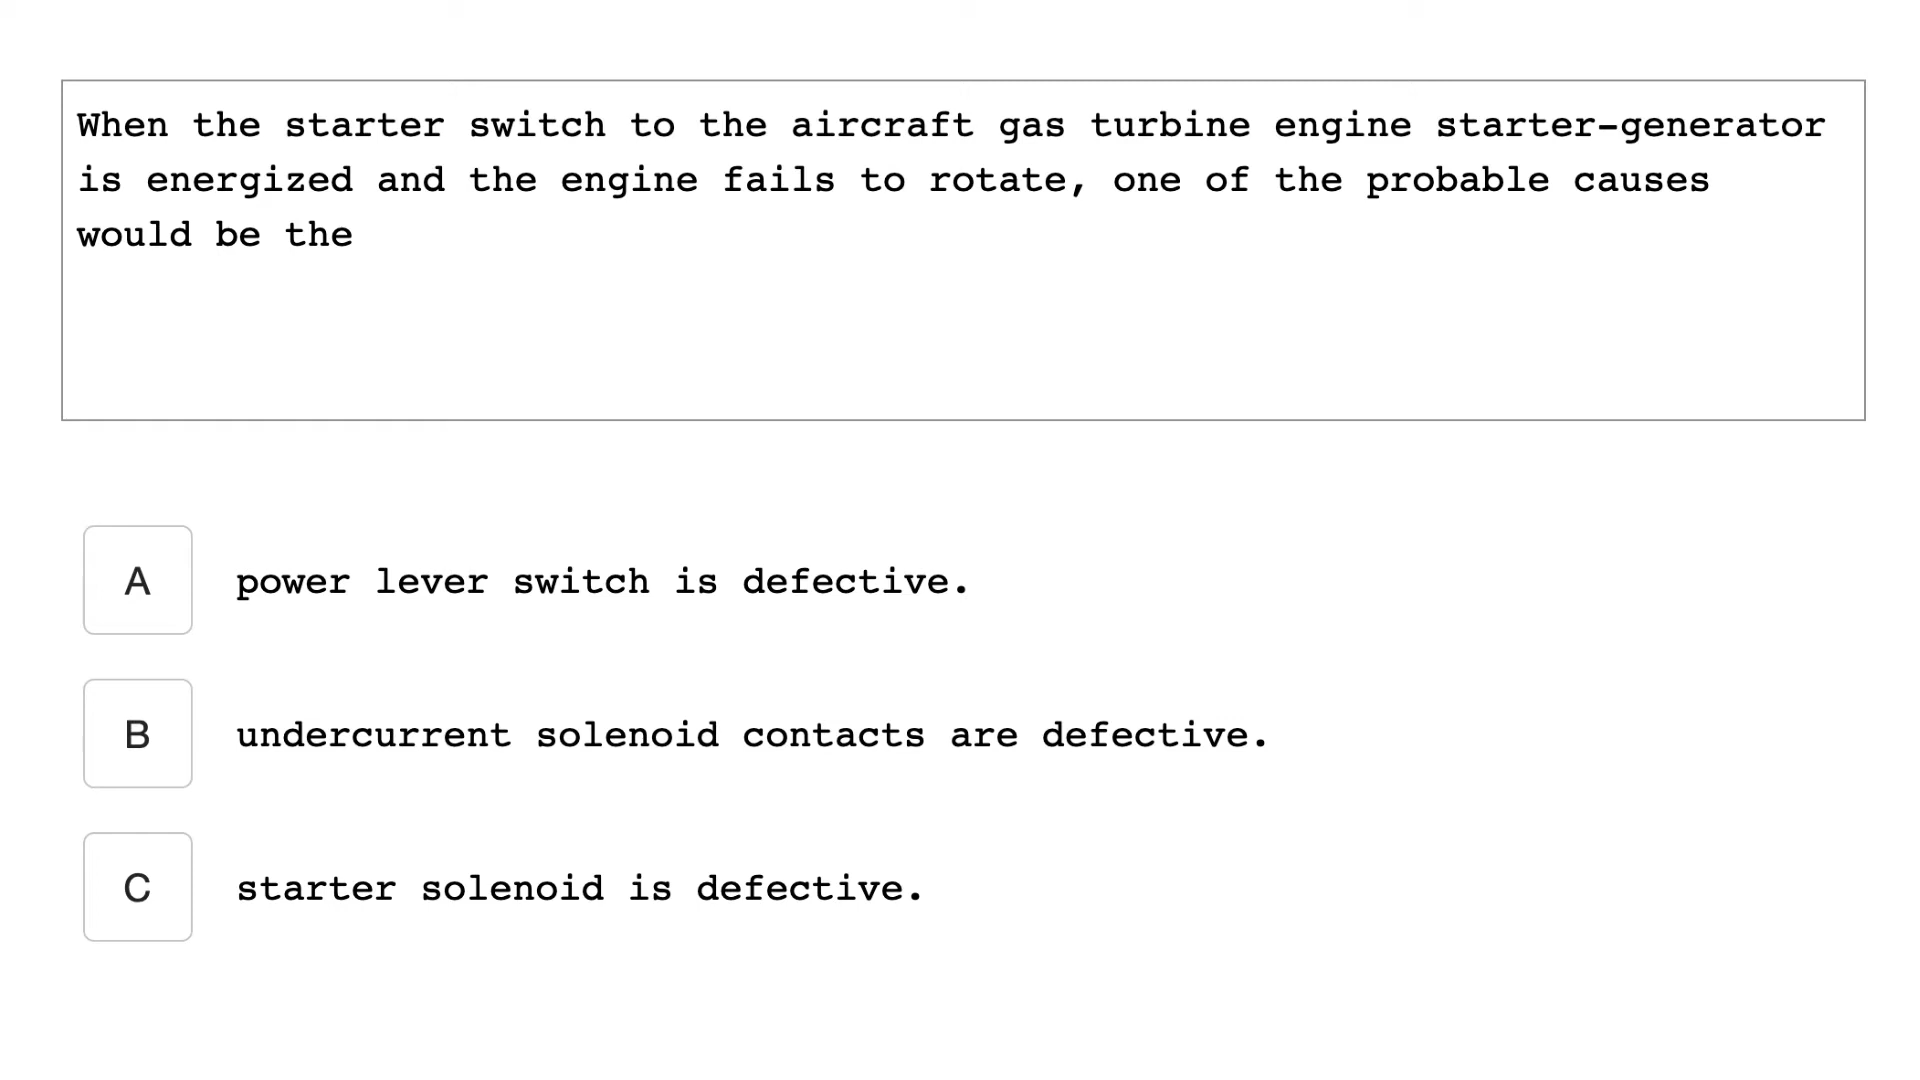 When the starter switch to the aircraft gas turbine engine starter-generator
is energized and the engine fails to rotate, one of the probable causes
would be the
A power lever switch is defective.
B undercurrent solenoid contacts are defective.
C starter solenoid is defective.